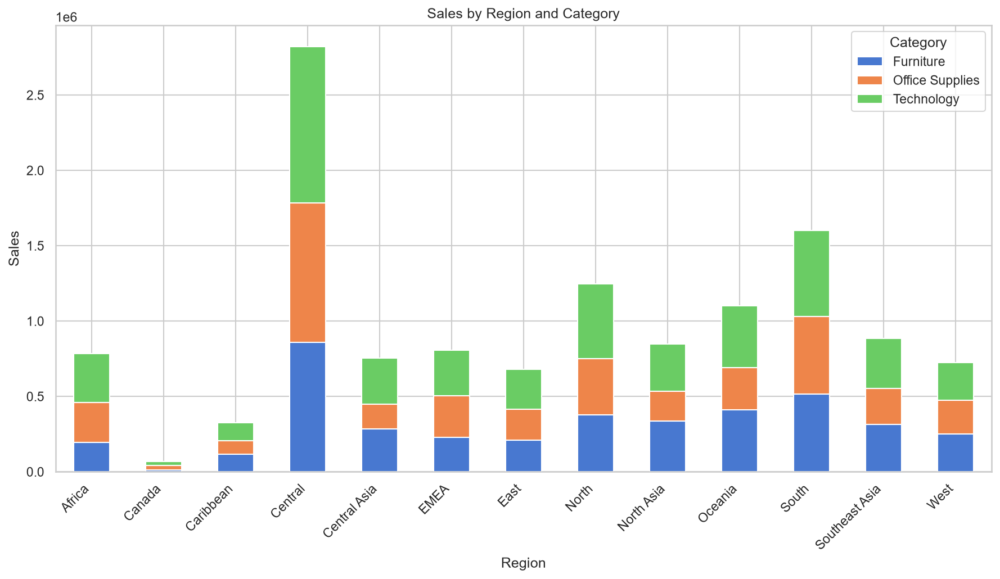 Sales by Region and Category
1e6
Category
Furniture
Office Supplies
Technology
2.5
2.0
1.5
1.0
0.5
0.0
Sales
Africa
Canada
Caribbean
Central
Central Asia
EMEA
East
North
North Asia
Oceania
South
Southeast Asia
West
Region